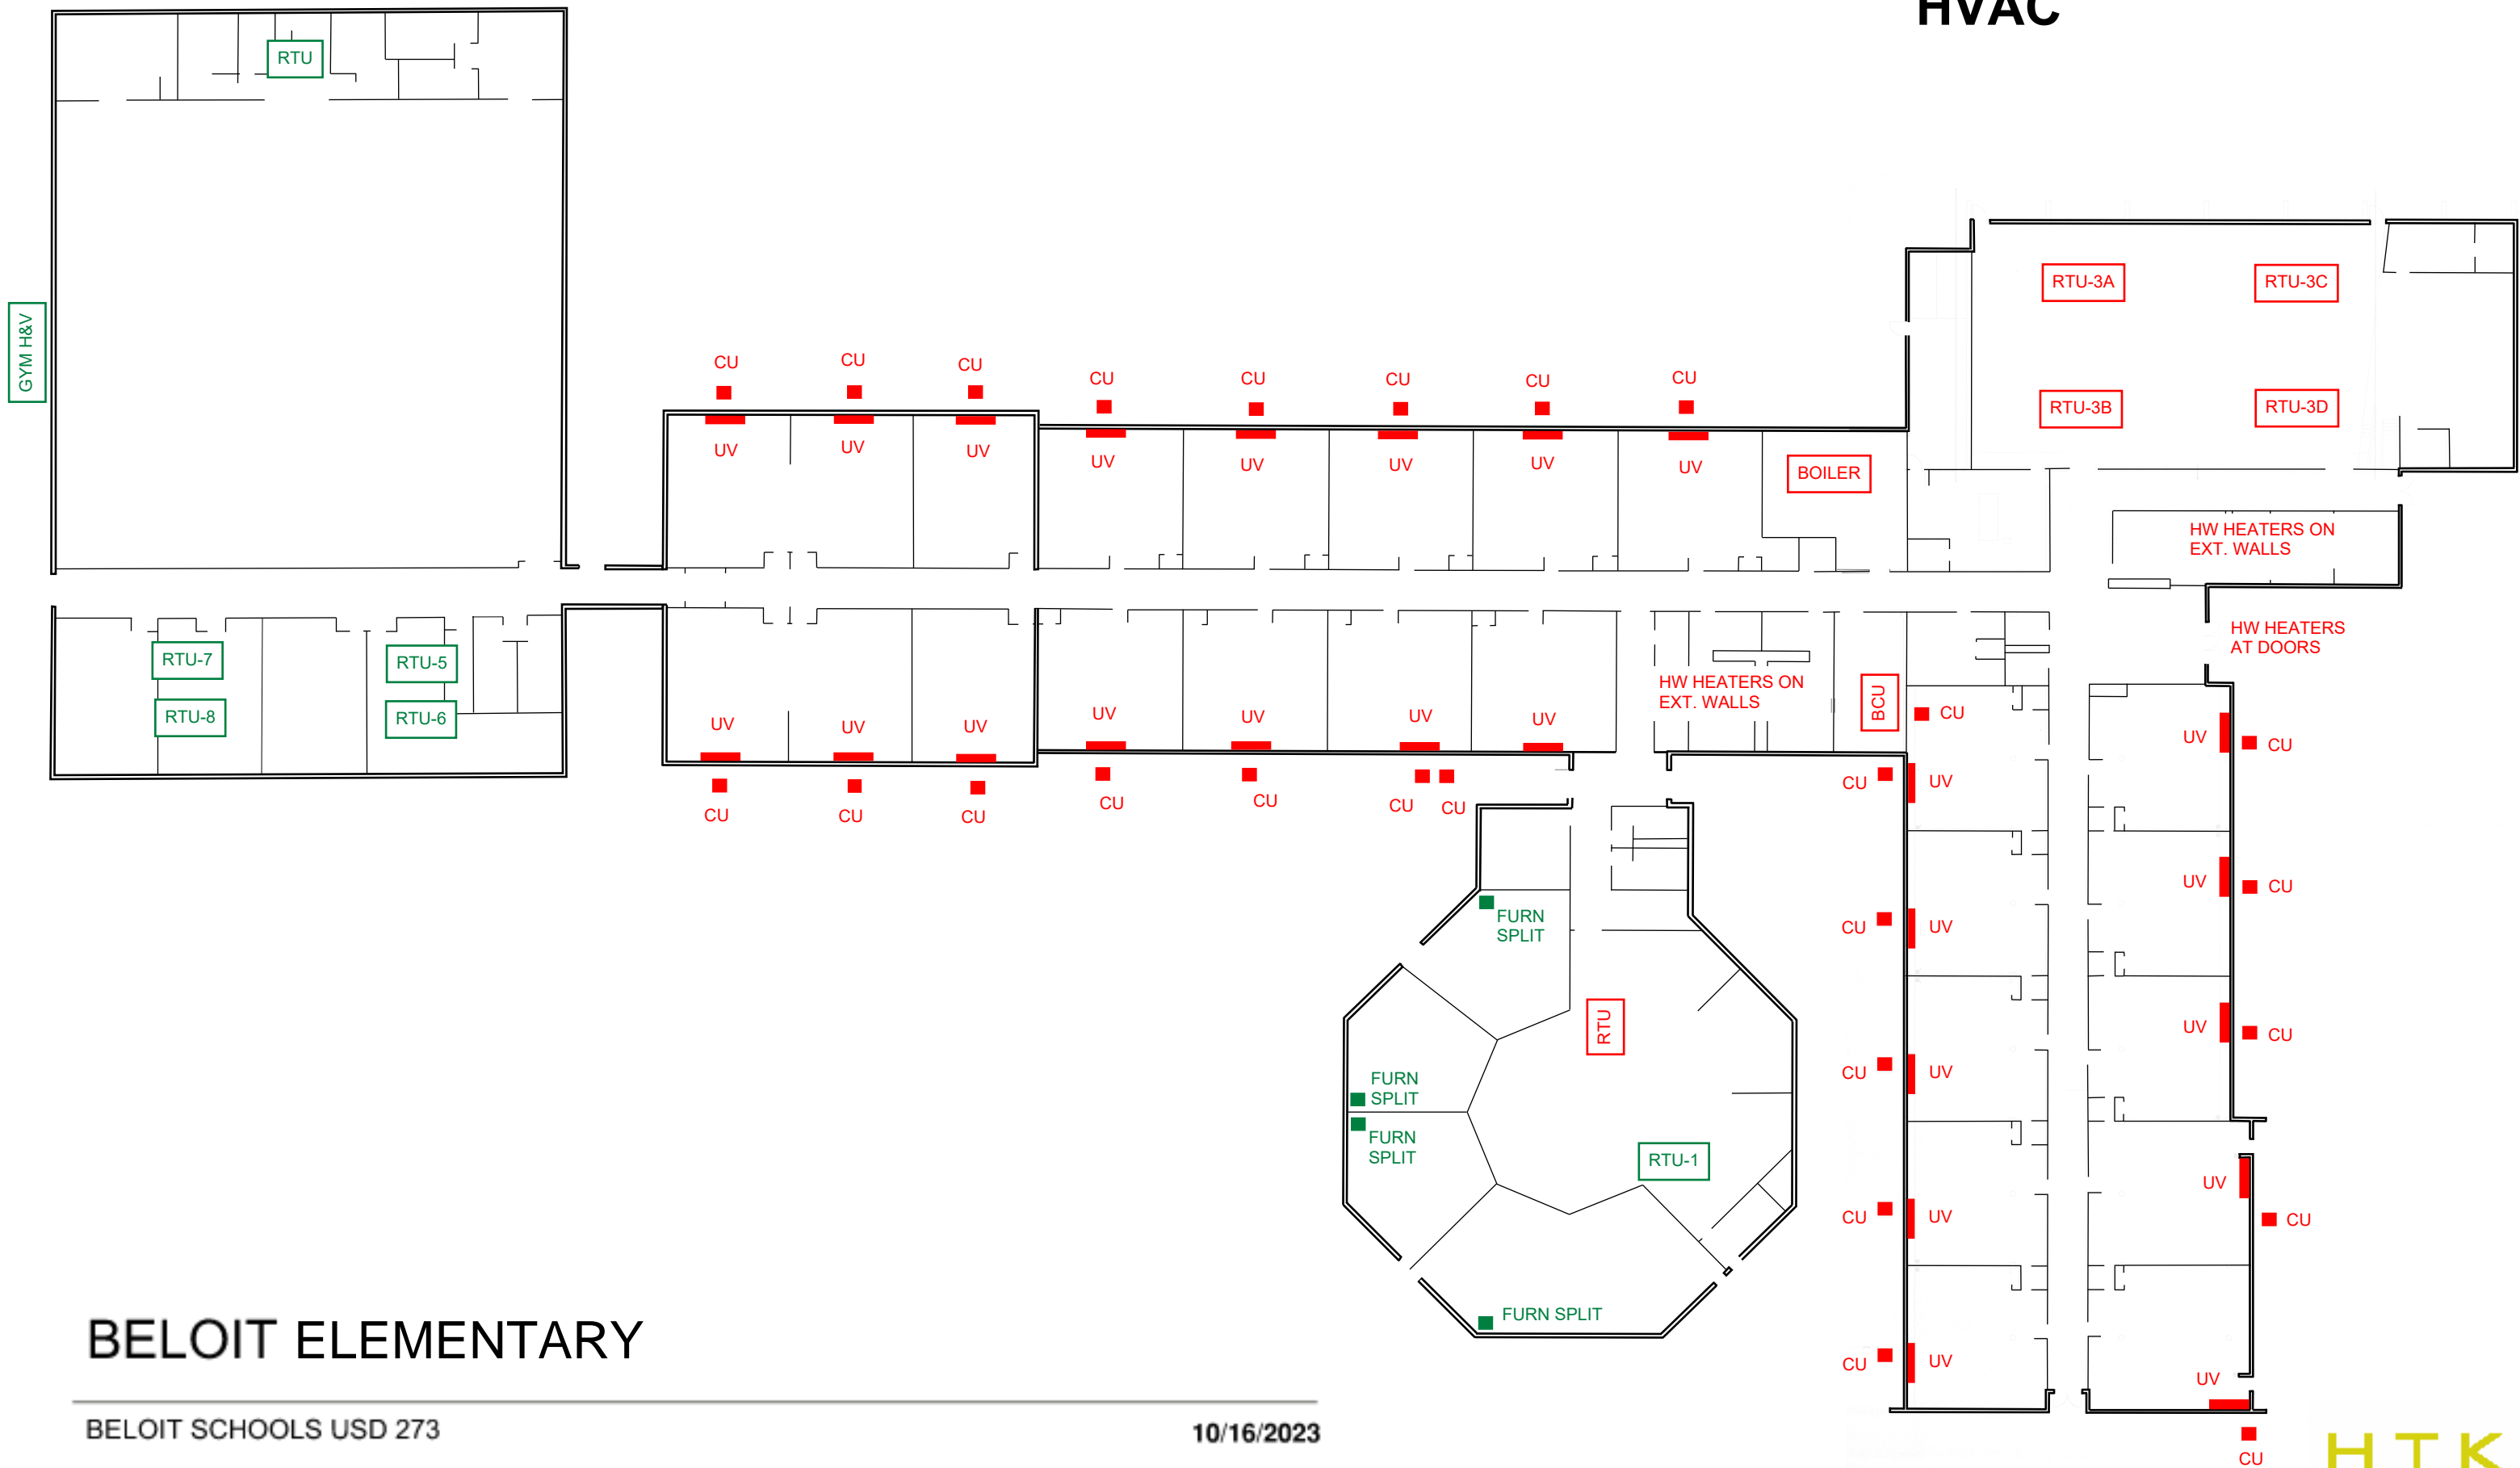 HVAC
RTU
GYM H&V
RTU-3A
RTU-3C
RTU-3B
RTU-3D
CU
CU
CU
CU
CU
CU
CU
CU
UV
UV
UV
UV
UV
UV
UV
UV
BOILER
HW HEATERS ON
EXT. WALLS
HW HEATERS
AT DOORS
RTU-7
RTU-5
RTU-8
RTU-6
UV
UV
UV
UV
UV
UV
UV
HW HEATERS ON
EXT. WALLS
BCU
CU
CU
CU
CU
CU
CU
CU
CU
CU
UV
CU
CU
UV
UV
CU
CU
UV
UV
CU
CU
UV
UV
CU
CU
UV
UV
CU
CU
UV
UV
CU
FURN
SPLIT
RTU
FURN
SPLIT
FURN
SPLIT
RTU-1
FURN SPLIT
BELOIT ELEMENTARY
BELOIT SCHOOLS USD 273
10/16/2023
HTK